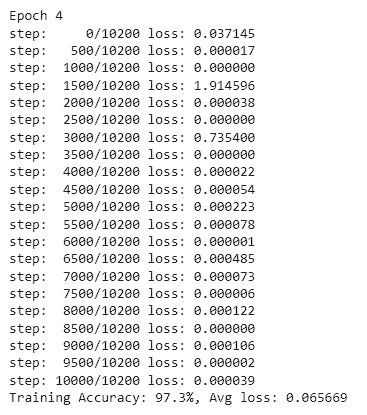 Epoch 4
step:     0/10200 loss: 0.037145
step:   500/10200 loss: 0.000017
step:  1000/10200 loss: 0.000000
step:  1500/10200 loss: 1.914596
step:  2000/10200 loss: 0.000038
step:  2500/10200 loss: 0.000000
step:  3000/10200 loss: 0.735400
step:  3500/10200 loss: 0.000000
step:  4000/10200 loss: 0.000022
step:  4500/10200 loss: 0.000054
step:  5000/10200 loss: 0.000223
step:  5500/10200 loss: 0.000078
step:  6000/10200 loss: 0.000001
step:  6500/10200 loss: 0.000485
step:  7000/10200 loss: 0.000073
step:  7500/10200 loss: 0.000006
step:  8000/10200 loss: 0.000122
step:  8500/10200 loss: 0.000000
step:  9000/10200 loss: 0.000106
step:  9500/10200 loss: 0.000002
step: 10000/10200 loss: 0.000039
Training Accuracy: 97.3%, Avg loss: 0.065669